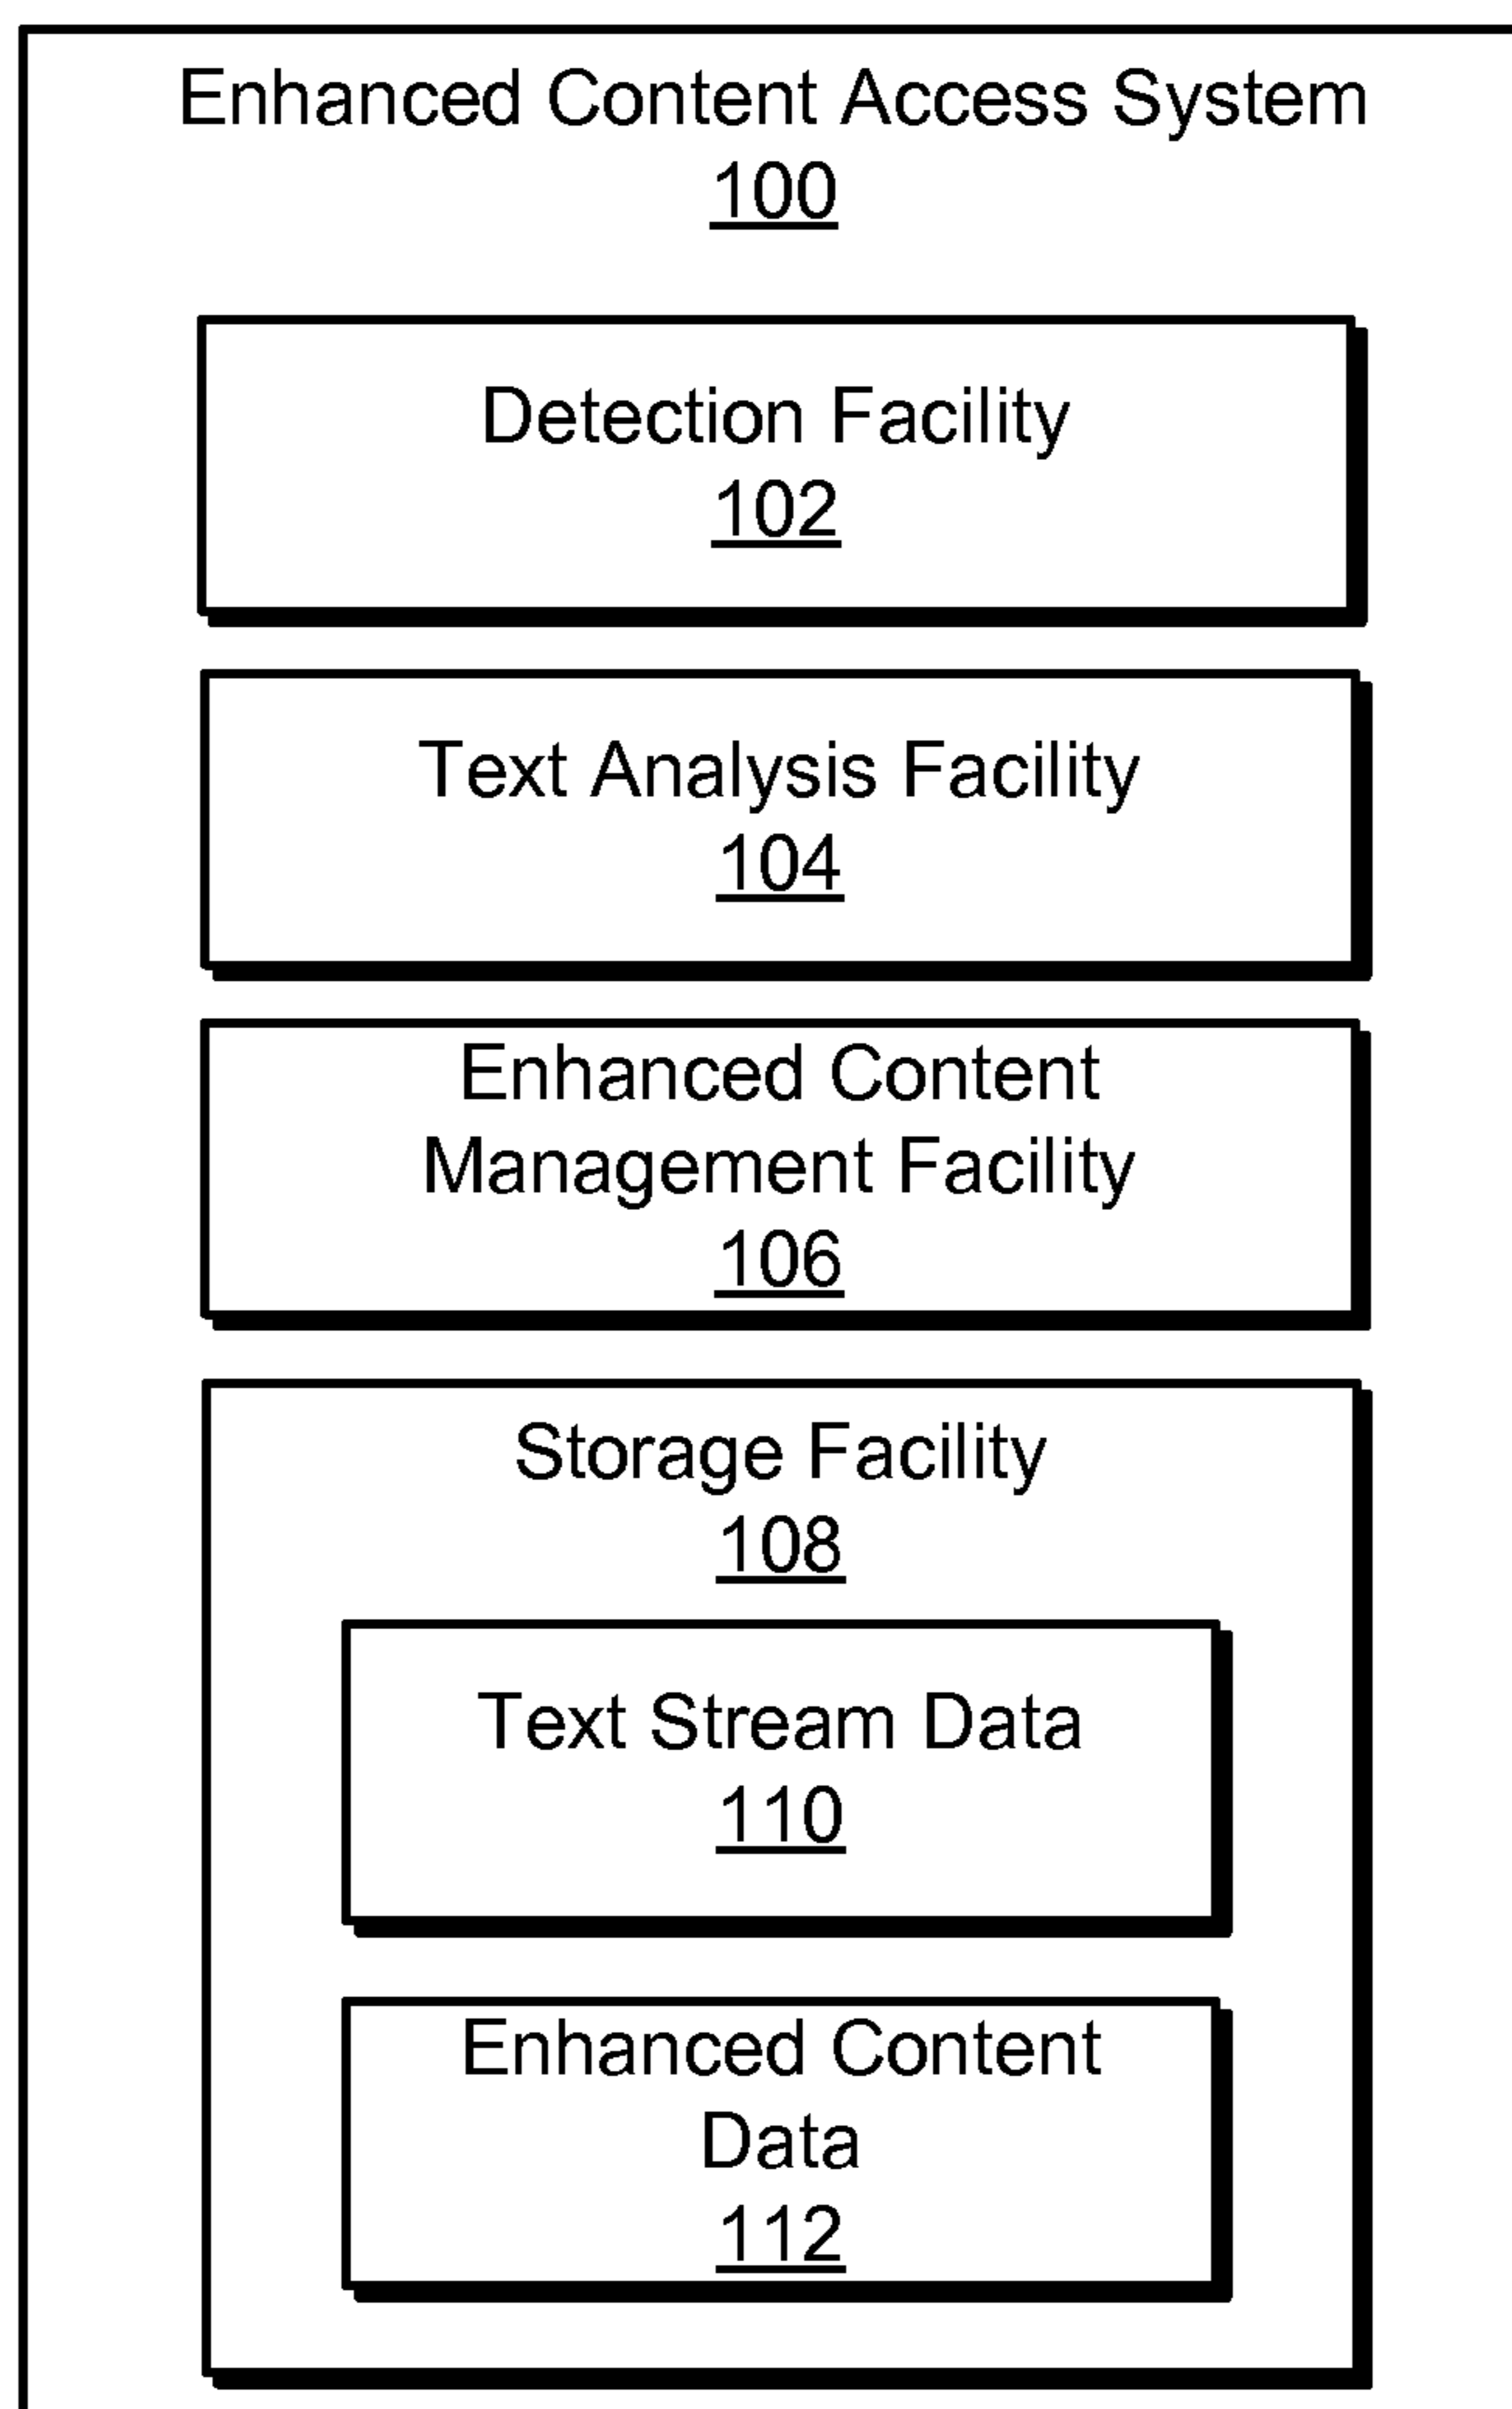 Enhanced Content Access System
100
Detection Facility
102
Text Analysis Facility
104
Enhanced Content
Management Facility
106
Storage Facility
108
Text Stream Data
110
Enhanced Content
Data
112